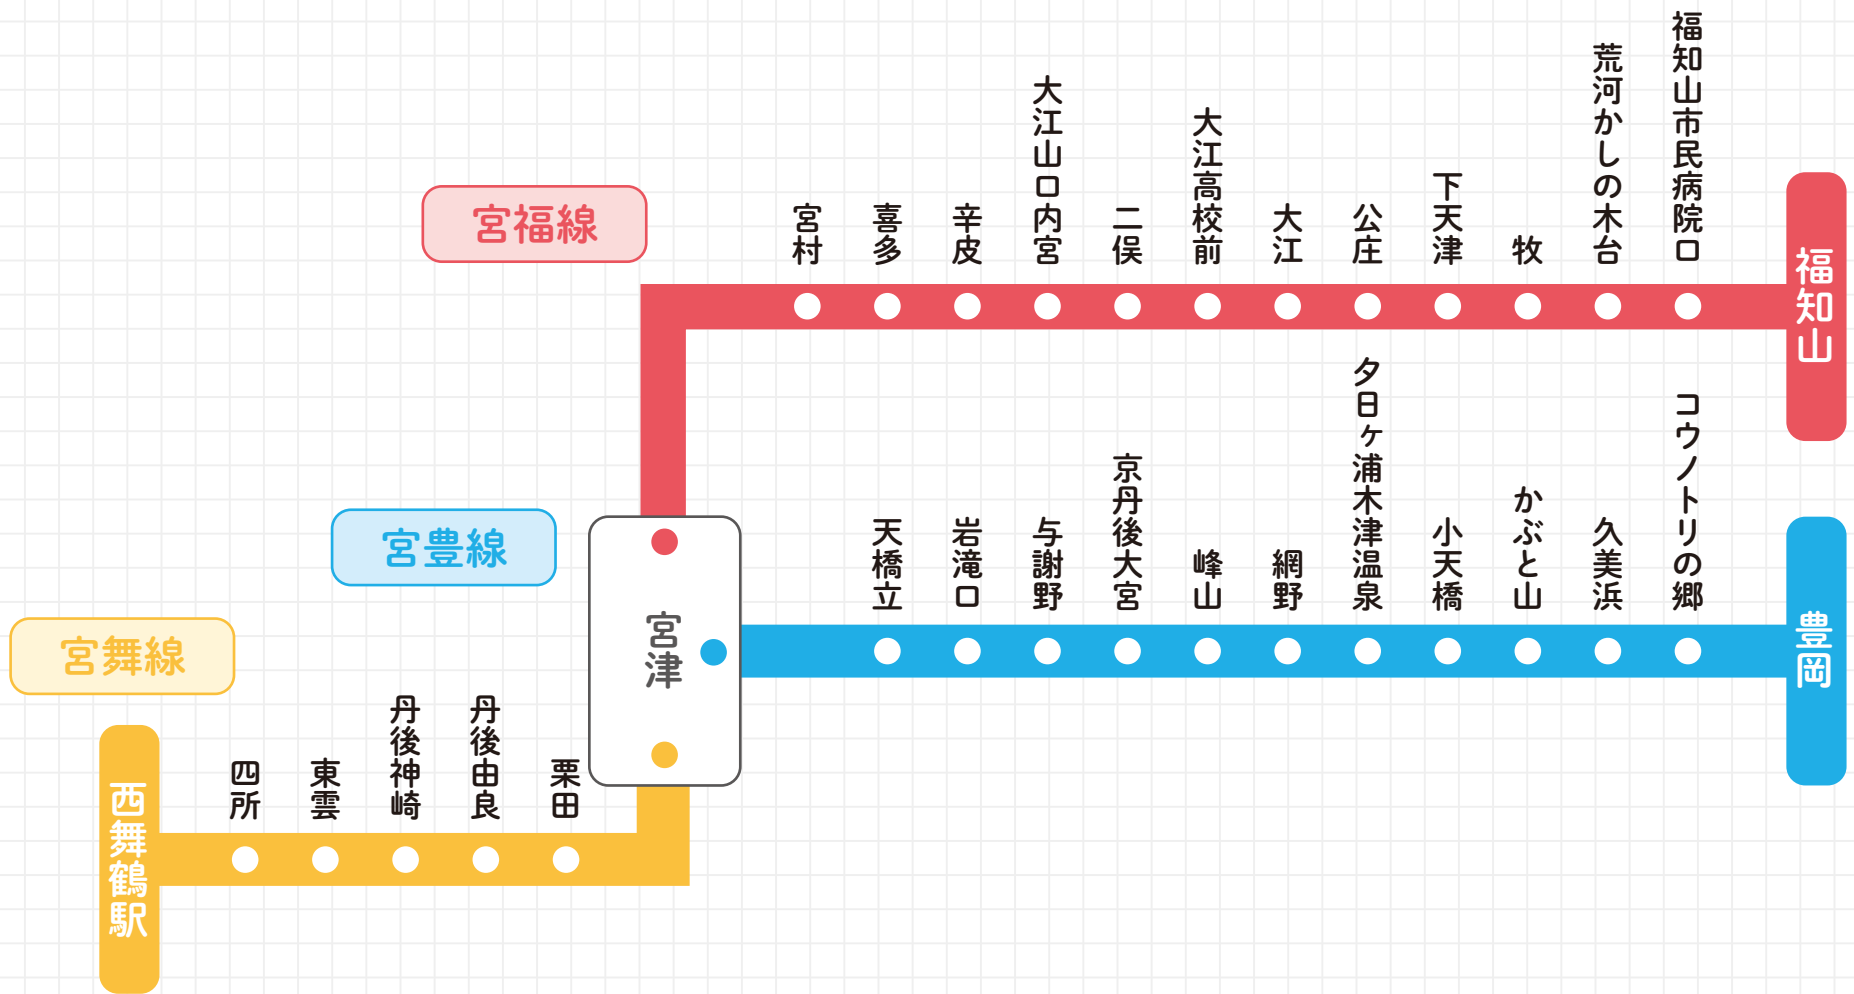 宮福線
宮村
喜多
辛皮
大江山口内宮
二俣
大江高校前
大江
公庄
下天津
牧
荒河かしの木台
福知山市民病院口
福知山
宮豊線
宮津
天橋立
岩滝口
与謝野
京丹後大宮
峰山
網野
夕日ヶ浦木津温泉
小天橋
かぶと山
久美浜
コウノトリの郷
豊岡
宮舞線
西舞鶴駅
四所
東雲
丹後神崎
丹後由良
栗田